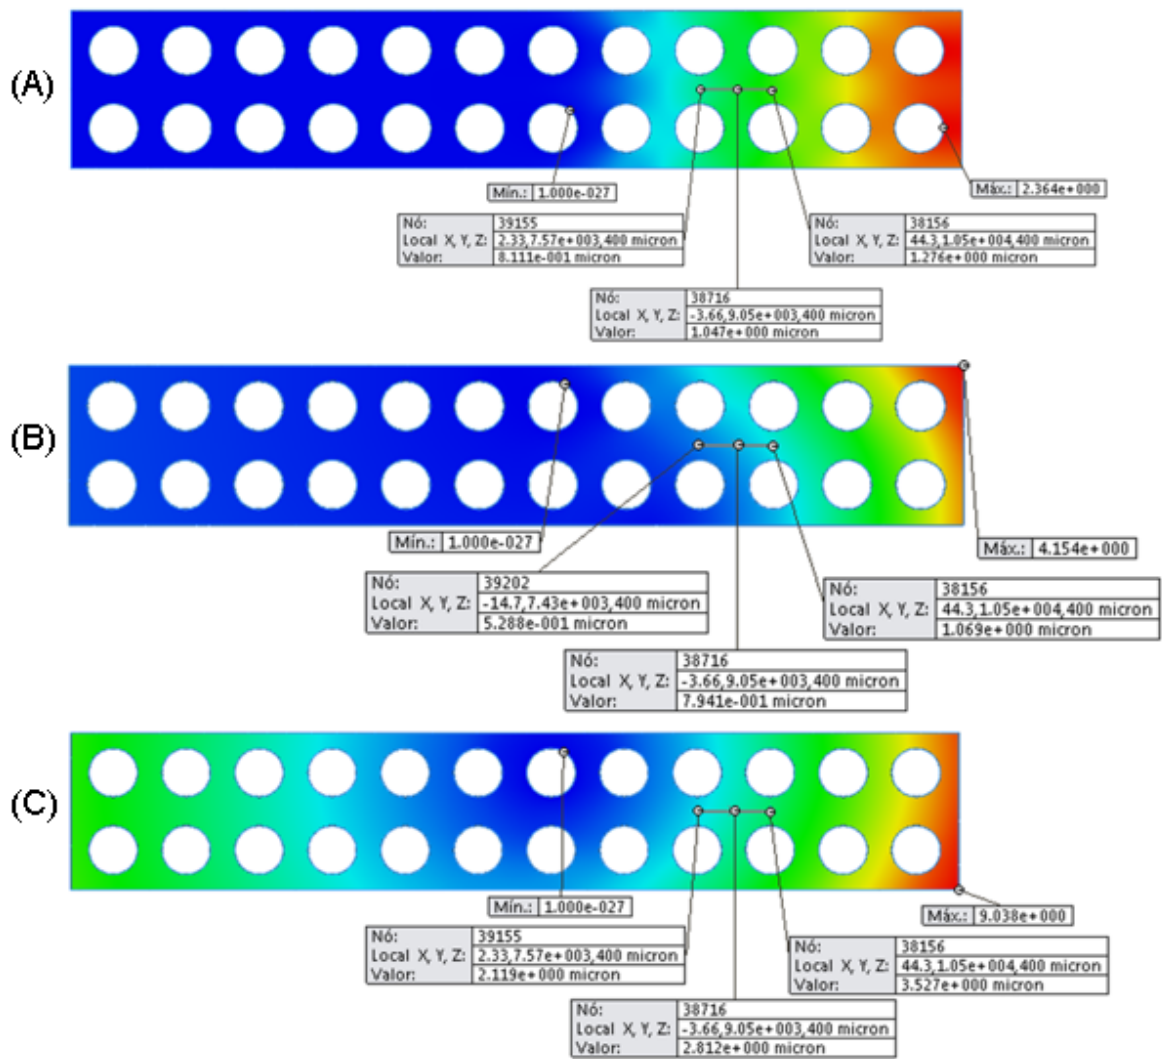 (A)
Mín.: 1.000e-027
Máx.: 2.364e+000
Nó: 39155
Local X, Y, Z: 2.33,7.57e+003,400 micron
Valor: 8.111e-001 micron
Nó: 38156
Local X, Y, Z: 44.3,1.05e+004,400 micron
Valor: 1.276e+000 micron
Nó: 38716
Local X, Y, Z: -3.66,9.05e+003,400 micron
Valor: 1.047e+000 micron
(B)
Mín.: 1.000e-027
Máx.: 4.154e+000
Nó: 39202
Local X, Y, Z: -14.7,7.43e+003,400 micron
Valor: 5.288e-001 micron
Nó: 38156
Local X, Y, Z: 44.3,1.05e+004,400 micron
Valor: 1.069e+000 micron
Nó: 38716
Local X, Y, Z: -3.66,9.05e+003,400 micron
Valor: 7.941e-001 micron
(C)
Mín.: 1.000e-027
Máx.: 9.038e+000
Nó: 39155
Local X, Y, Z: 2.33,7.57e+003,400 micron
Valor: 2.119e+000 micron
Nó: 38156
Local X, Y, Z: 44.3,1.05e+004,400 micron
Valor: 3.527e+000 micron
Nó: 38716
Local X, Y, Z: -3.66,9.05e+003,400 micron
Valor: 2.812e+000 micron